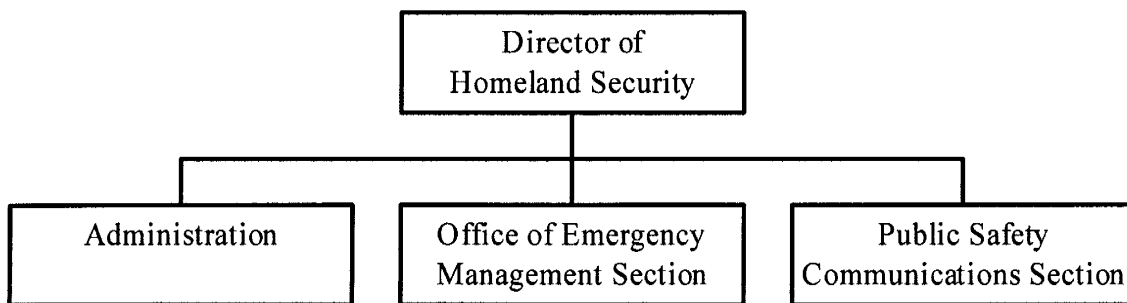 Director of
Homeland Security
Administration
Office of Emergency
Management Section
Public Safety
Communications Section